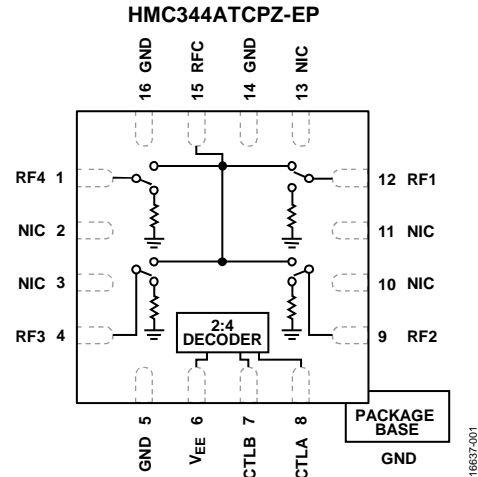 HMC344ATCPZ-EP
16 GND
15 RFC
14 GND
13 NIC
RF4 1
12 RF1
NIC 2
11 NIC
NIC 3
10 NIC
RF3 4
9 RF2
2:4
DECODER
GND 5
VEE 6
CTLB 7
CTLA 8
PACKAGE
BASE
GND
16637-001